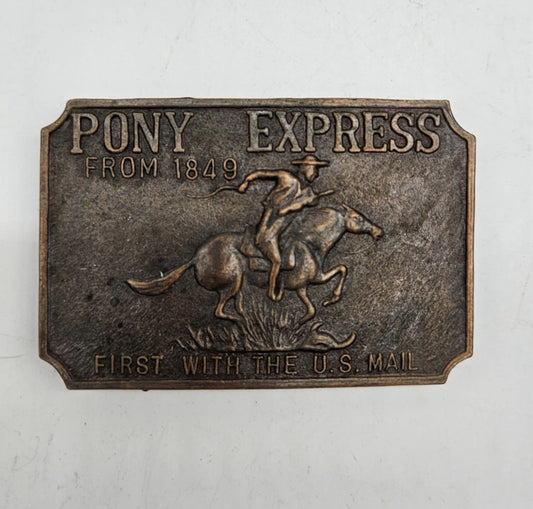 PONY EXPRESS
FROM 1849
FIRST WITH THE U.S. MAIL